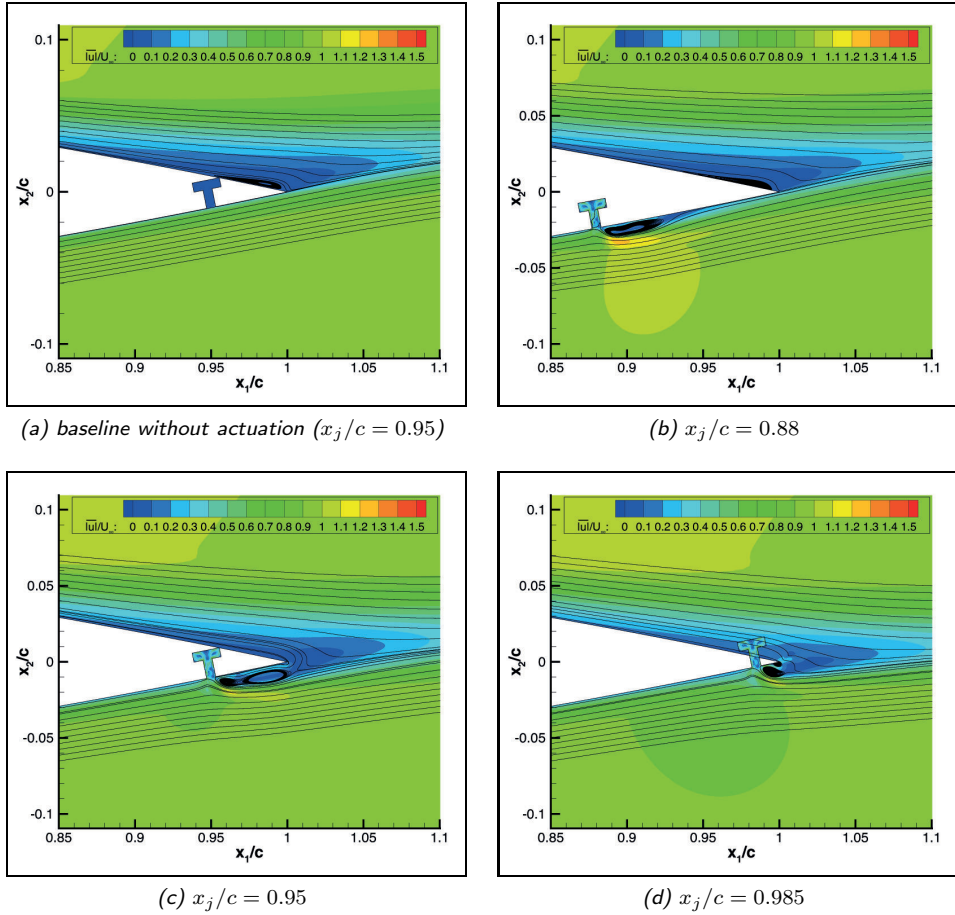 0.1
|u|/U∞: 0 0.1 0.2 0.3 0.4 0.5 0.6 0.7 0.8 0.9 1 1.1 1.2 1.3 1.4 1.5
0.05
x₂/c
0
-0.05
-0.1
0.85 0.9 0.95 1 1.05 1.1
x₁/c
(a) baseline without actuation (xⱼ/c = 0.95)
0.1
|u|/U∞: 0 0.1 0.2 0.3 0.4 0.5 0.6 0.7 0.8 0.9 1 1.1 1.2 1.3 1.4 1.5
0.05
x₂/c
0
-0.05
-0.1
0.85 0.9 0.95 1 1.05 1.1
x₁/c
(b) xⱼ/c = 0.88
0.1
|u|/U∞: 0 0.1 0.2 0.3 0.4 0.5 0.6 0.7 0.8 0.9 1 1.1 1.2 1.3 1.4 1.5
0.05
x₂/c
0
-0.05
-0.1
0.85 0.9 0.95 1 1.05 1.1
x₁/c
(c) xⱼ/c = 0.95
0.1
|u|/U∞: 0 0.1 0.2 0.3 0.4 0.5 0.6 0.7 0.8 0.9 1 1.1 1.2 1.3 1.4 1.5
0.05
x₂/c
0
-0.05
-0.1
0.85 0.9 0.95 1 1.05 1.1
x₁/c
(d) xⱼ/c = 0.985